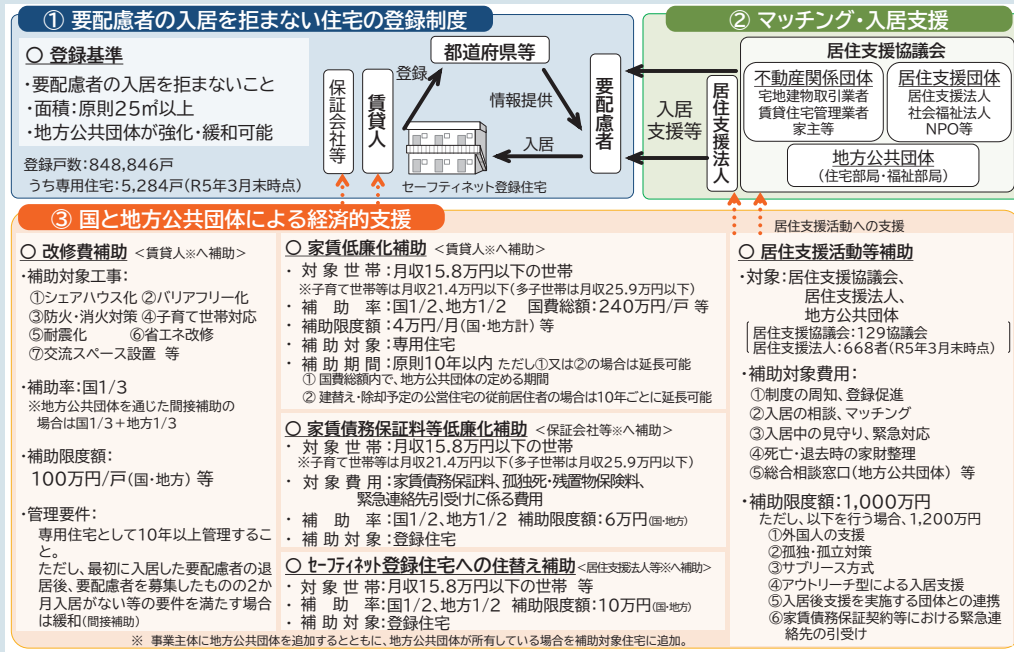 ① 要配慮者の入居を拒まない住宅の登録制度
○ 登録基準
・要配慮者の入居を拒まないこと
・面積：原則25㎡以上
・地方公共団体が強化・緩和可能
登録戸数：848,846戸
うち専用住宅：5,284戸（R5年3月末時点）
保証会社等
賃貸人
都道府県等
登録
情報提供
入居
要配慮者
セーフティネット登録住宅
② マッチング・入居支援
入居
支援等
居住支援法人
居住支援協議会
不動産関係団体
宅地建物取引業者
賃貸住宅管理業者
家主等
居住支援団体
居住支援法人
社会福祉法人
NPO等
地方公共団体
（住宅部局・福祉部局）
③ 国と地方公共団体による経済的支援
居住支援活動への支援
○ 改修費補助 <賃貸人※へ補助>
・補助対象工事：
①シェアハウス化 ②バリアフリー化
③防火・消火対策 ④子育て世帯対応
⑤耐震化 ⑥省エネ改修
⑦交流スペース設置 等
・補助率：国1/3
※地方公共団体を通じた間接補助の
場合は国1/3＋地方1/3
・補助限度額：
100万円/戸(国・地方) 等
・管理要件：
専用住宅として10年以上管理するこ
と。
ただし、最初に入居した要配慮者の退
居後、要配慮者を募集したものの2か
月入居がない等の要件を満たす場合
は緩和(間接補助)
○ 家賃低廉化補助 <賃貸人※へ補助>
・ 対象世帯：月収15.8万円以下の世帯
※子育て世帯等は月収21.4万円以下(多子世帯は月収25.9万円以下)
・ 補助率：国1/2、地方1/2 国費総額：240万円/戸 等
・ 補助限度額：4万円/月(国・地方計) 等
・ 補助対象：専用住宅
・ 補助期間：原則10年以内 ただし①又は②の場合は延長可能
① 国費総額内で、地方公共団体の定める期間
② 建替え・除却予定の公営住宅の従前居住者の場合は10年ごとに延長可能
○ 家賃債務保証料等低廉化補助 <保証会社等※へ補助>
・ 対象世帯：月収15.8万円以下の世帯
※子育て世帯等は月収21.4万円以下(多子世帯は月収25.9万円以下)
・ 対象費用：家賃債務保証料、孤独死・残置物保険料、
緊急連絡先引受けに係る費用
・ 補助率：国1/2、地方1/2 補助限度額：6万円(国・地方)
・ 補助対象：登録住宅
○ セーフティネット登録住宅への住替え補助<居住支援法人等※へ補助>
・ 対象世帯：月収15.8万円以下の世帯 等
・ 補助率：国1/2、地方1/2 補助限度額：10万円(国・地方)
・ 補助対象：登録住宅
○ 居住支援活動等補助
・対象：居住支援協議会、
居住支援法人、
地方公共団体
居住支援協議会：129協議会
居住支援法人：668者(R5年3月末時点)
・補助対象費用：
①制度の周知、登録促進
②入居の相談、マッチング
③入居中の見守り、緊急対応
④死亡・退去時の家財整理
⑤総合相談窓口(地方公共団体) 等
・補助限度額：1,000万円
ただし、以下を行う場合、1,200万円
①外国人の支援
②孤独・孤立対策
③サブリース方式
④アウトリーチ型による入居支援
⑤入居後支援を実施する団体との連携
⑥家賃債務保証契約等における緊急連
絡先の引受け
※ 事業主体に地方公共団体を追加するとともに、地方公共団体が所有している場合を補助対象住宅に追加。